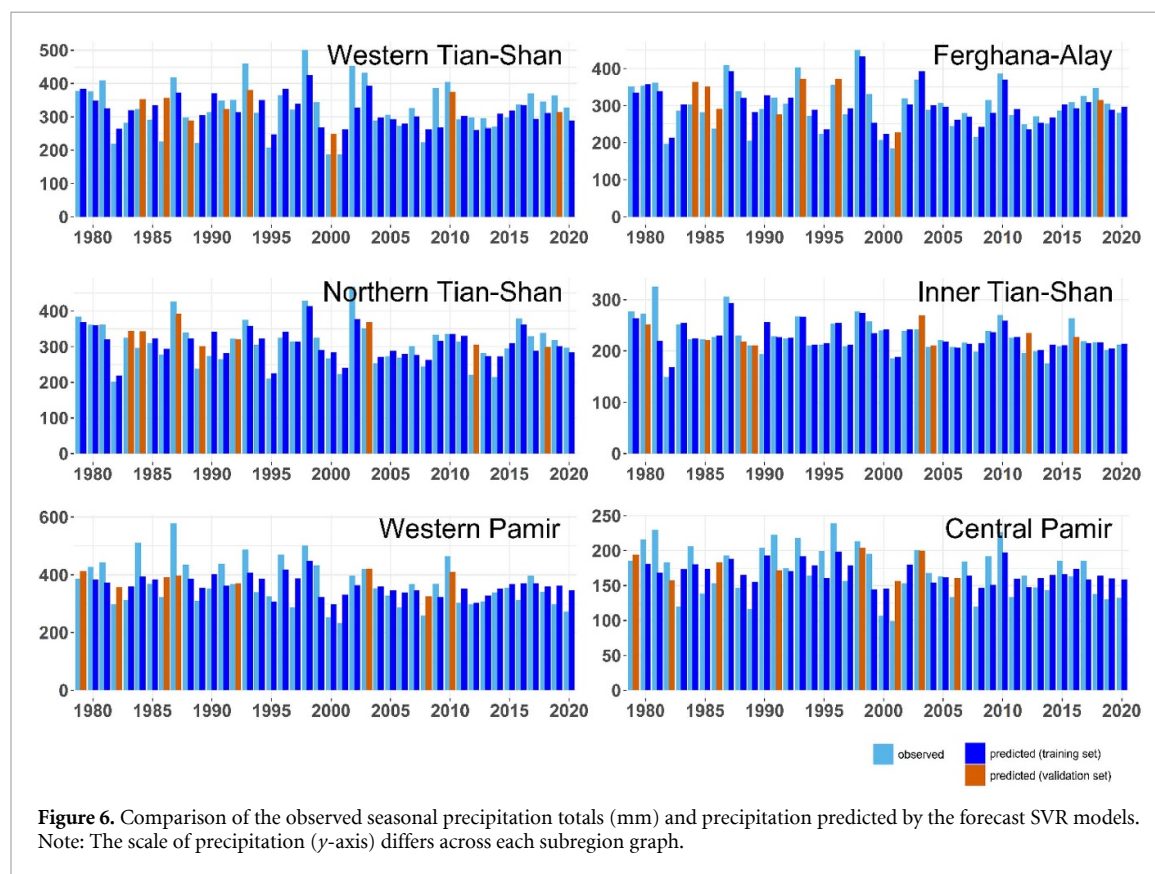 Western Tian-Shan
500
400
300
200
100
0
1980 1985 1990 1995 2000 2005 2010 2015 2020
Ferghana-Alay
400
300
200
100
0
1980 1985 1990 1995 2000 2005 2010 2015 2020
Northern Tian-Shan
400
300
200
100
0
1980 1985 1990 1995 2000 2005 2010 2015 2020
Inner Tian-Shan
300
200
100
0
1980 1985 1990 1995 2000 2005 2010 2015 2020
Western Pamir
600
400
200
0
1980 1985 1990 1995 2000 2005 2010 2015 2020
Central Pamir
250
200
150
100
50
0
1980 1985 1990 1995 2000 2005 2010 2015 2020
observed
predicted (training set)
predicted (validation set)
Figure 6. Comparison of the observed seasonal precipitation totals (mm) and precipitation predicted by the forecast SVR models.
Note: The scale of precipitation (y-axis) differs across each subregion graph.